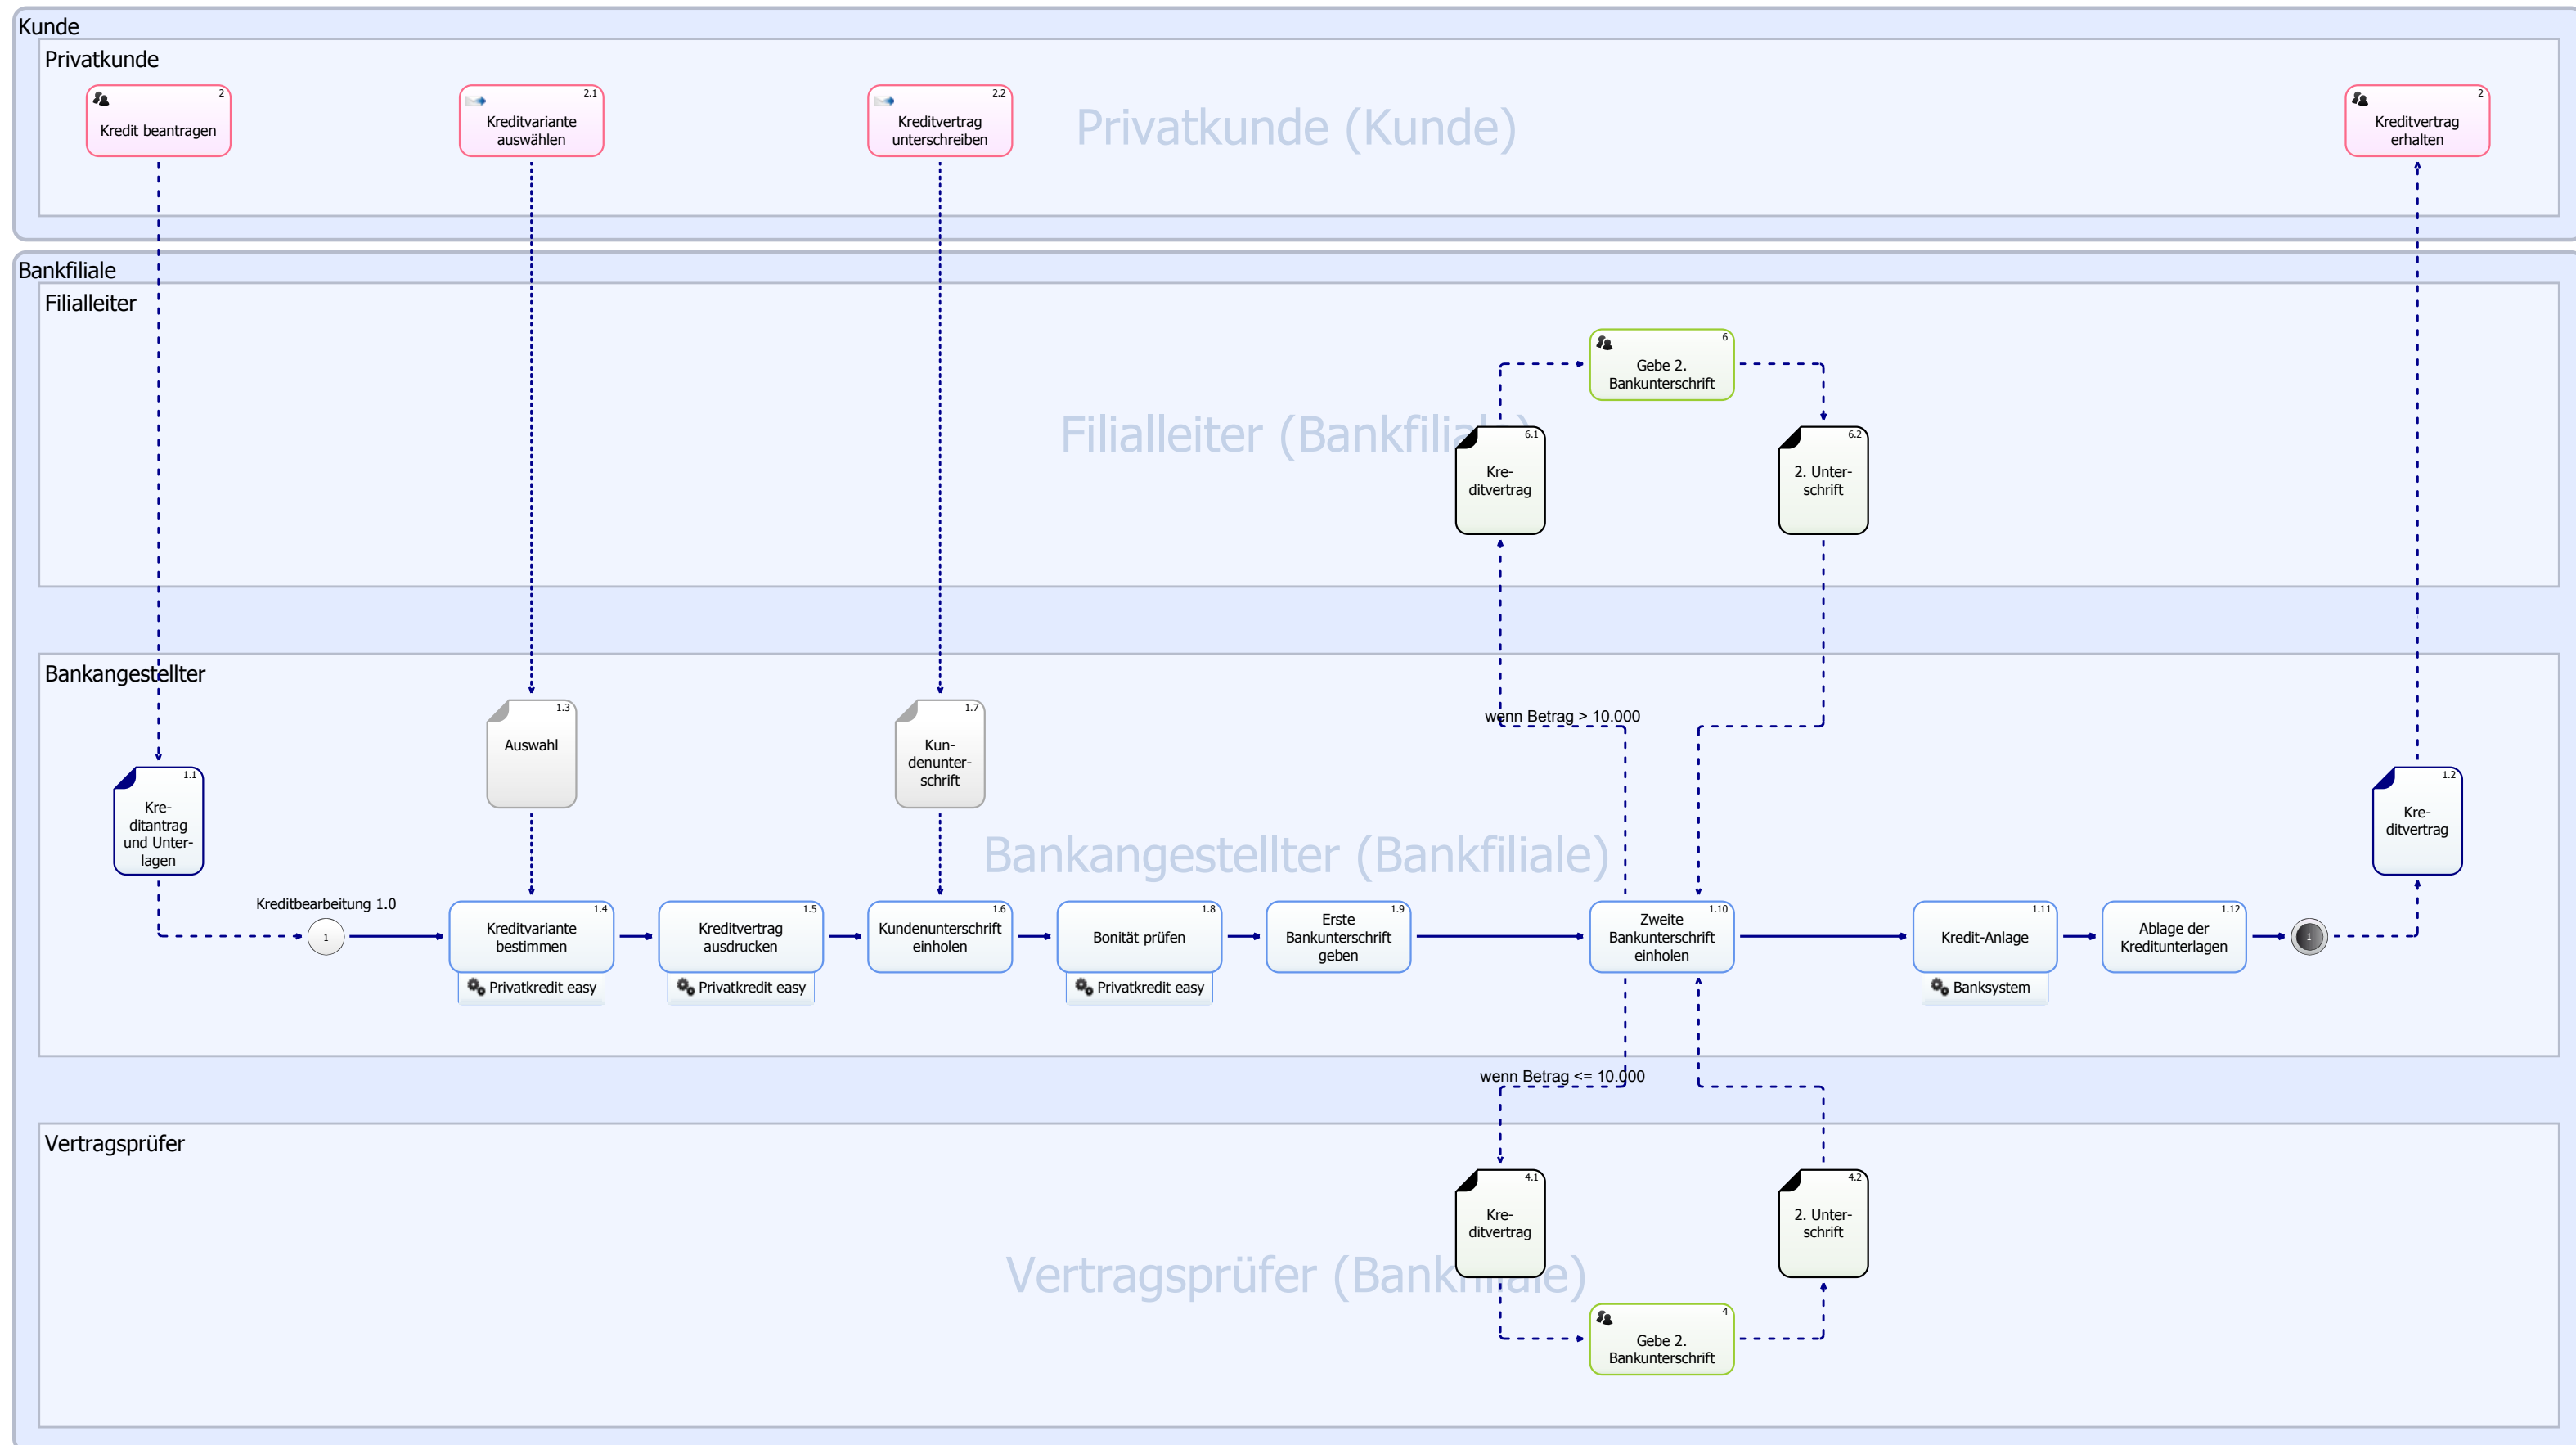 Kunde
Privatkunde
2
Kredit beantragen
2.1
Kreditvariante
auswählen
2.2
Kreditvertrag
unterschreiben
Privatkunde (Kunde)
2
Kreditvertrag
erhalten
Bankfiliale
Filialleiter
6
Gebe 2.
Bankunterschrift
Filialleiter (Bankfiliale)
6.1
Kre-
ditvertrag
6.2
2. Unter-
schrift
Bankangestellter
1.3
Auswahl
1.7
Kun-
denunter-
schrift
wenn Betrag > 10.000
1.1
Kre-
ditantrag
und Unter-
lagen
1.2
Kre-
ditvertrag
Bankangestellter (Bankfiliale)
Kreditbearbeitung 1.0
1
1.4
Kreditvariante
bestimmen
Privatkredit easy
1.5
Kreditvertrag
ausdrucken
Privatkredit easy
1.6
Kundenunterschrift
einholen
1.8
Bonität prüfen
Privatkredit easy
1.9
Erste
Bankunterschrift
geben
1.10
Zweite
Bankunterschrift
einholen
1.11
Kredit-Anlage
Banksystem
1.12
Ablage der
Kreditunterlagen
1
wenn Betrag <= 10.000
Vertragsprüfer
4.1
Kre-
ditvertrag
4.2
2. Unter-
schrift
Vertragsprüfer (Bankfiliale)
4
Gebe 2.
Bankunterschrift